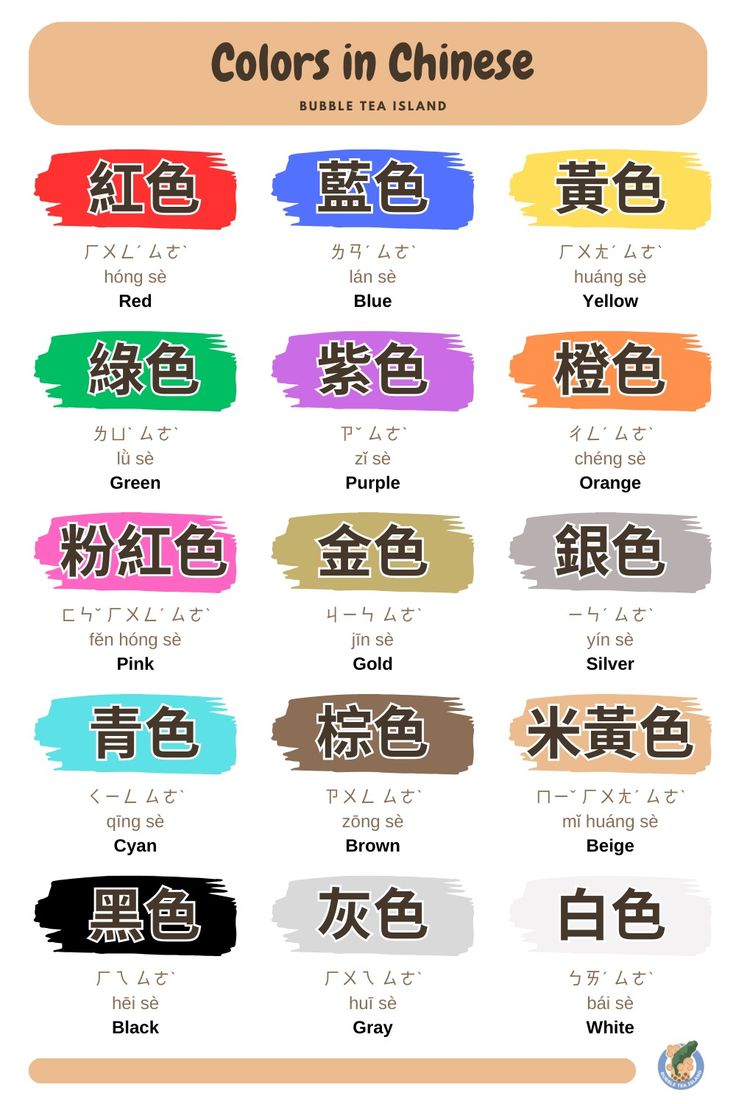 Colors in Chinese
BUBBLE TEA ISLAND
紅色 藍色 黃色
ㄏㄨㄥˊ ㄙㄜˋ ㄌㄢˊ ㄙㄜˋ ㄏㄨㄤˊ ㄙㄜˋ
hóng sè lán sè huáng sè
Red Blue Yellow
綠色 紫色 橙色
ㄌㄩˋ ㄙㄜˋ ㄗˇ ㄙㄜˋ ㄔㄥˊ ㄙㄜˋ
lǜ sè zǐ sè chéng sè
Green Purple Orange
粉紅色 金色 銀色
ㄈㄣˇ ㄏㄨㄥˊ ㄙㄜˋ ㄐㄧㄣ ㄙㄜˋ ㄧㄣˊ ㄙㄜˋ
fěn hóng sè jīn sè yín sè
Pink Gold Silver
青色 棕色 米黃色
ㄑㄧㄥ ㄙㄜˋ ㄗㄨㄥ ㄙㄜˋ ㄇㄧˇ ㄏㄨㄤˊ ㄙㄜˋ
qīng sè zōng sè mǐ huáng sè
Cyan Brown Beige
黑色 灰色 白色
ㄏㄟ ㄙㄜˋ ㄏㄨㄟ ㄙㄜˋ ㄅㄞˊ ㄙㄜˋ
hēi sè huī sè bái sè
Black Gray White
BUBBLE TEA ISLAND